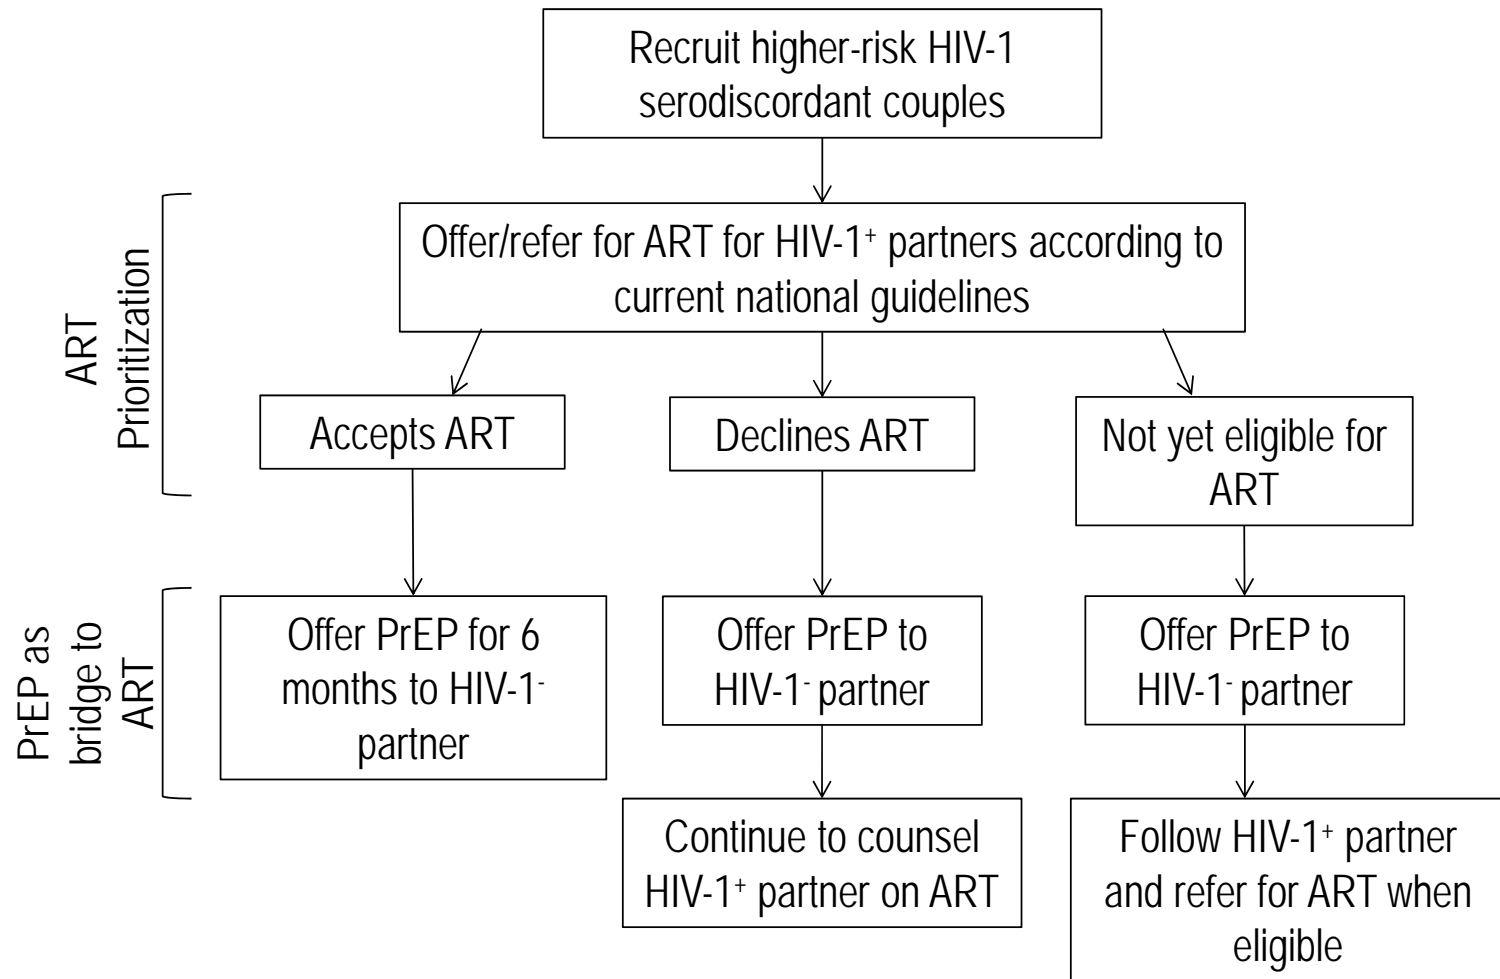 Recruit higher-risk HIV-1
serodiscordant couples
ART
Prioritization
Offer/refer for ART for HIV-1⁺ partners according to
current national guidelines
Accepts ART
Declines ART
Not yet eligible for
ART
PrEP as
bridge to
ART
Offer PrEP for 6
months to HIV-1⁻
partner
Offer PrEP to
HIV-1⁻ partner
Offer PrEP to
HIV-1⁻ partner
Continue to counsel
HIV-1⁺ partner on ART
Follow HIV-1⁺ partner
and refer for ART when
eligible